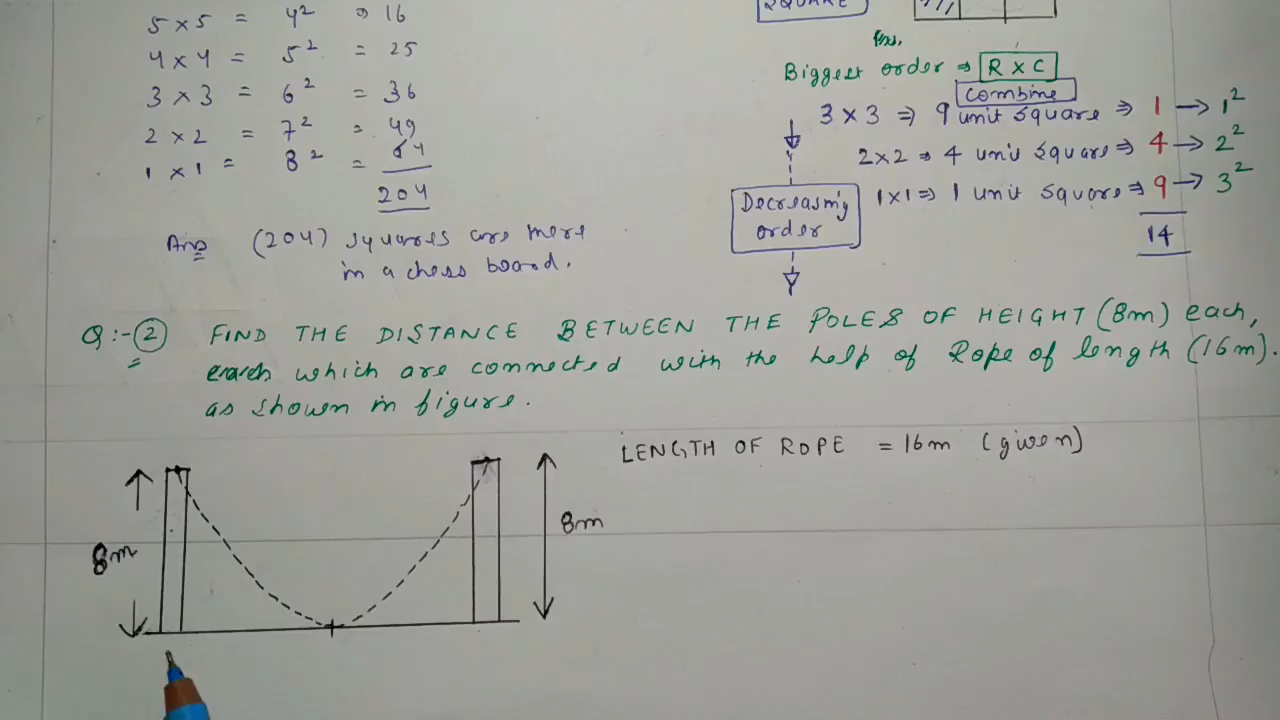 5 × 5 = 4² ⇒ 16
4 × 4 = 5² = 25
3 × 3 = 6² = 36
2 × 2 = 7² = 49
1 × 1 = 8² = 64
204
Ans (204) squares are mere
in a chess board.
SQUARE
Biggest order ⇒ R × C
combine
3 × 3 ⇒ 9 unit square ⇒ 1 → 1²
2×2 ⇒ 4 unit square ⇒ 4 → 2²
1×1 ⇒ 1 unit square ⇒ 9 → 3²
14
Decreasing
order
Q :- 2 FIND THE DISTANCE BETWEEN THE POLES OF HEIGHT (8m) each,
each which are connected with the help of Rope of length (16m).
as shown in figure.
LENGTH OF ROPE = 16m (given)
8m
8m